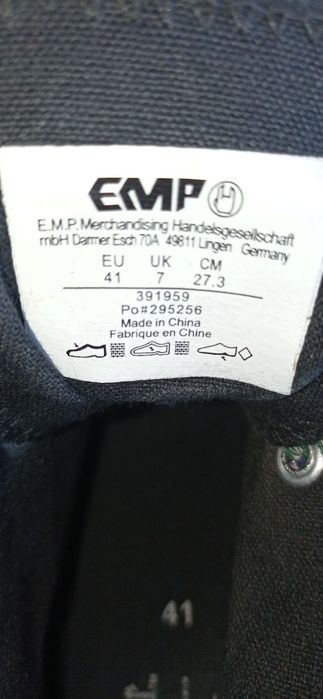 EMP
E.M.P. Merchandising Handelsgesellschaft
mbH Darmer Esch 70A 49811 Lingen Germany
EU UK CM
41 7 27.3
391959
Po#295256
Made in China
Fabrique en Chine
41